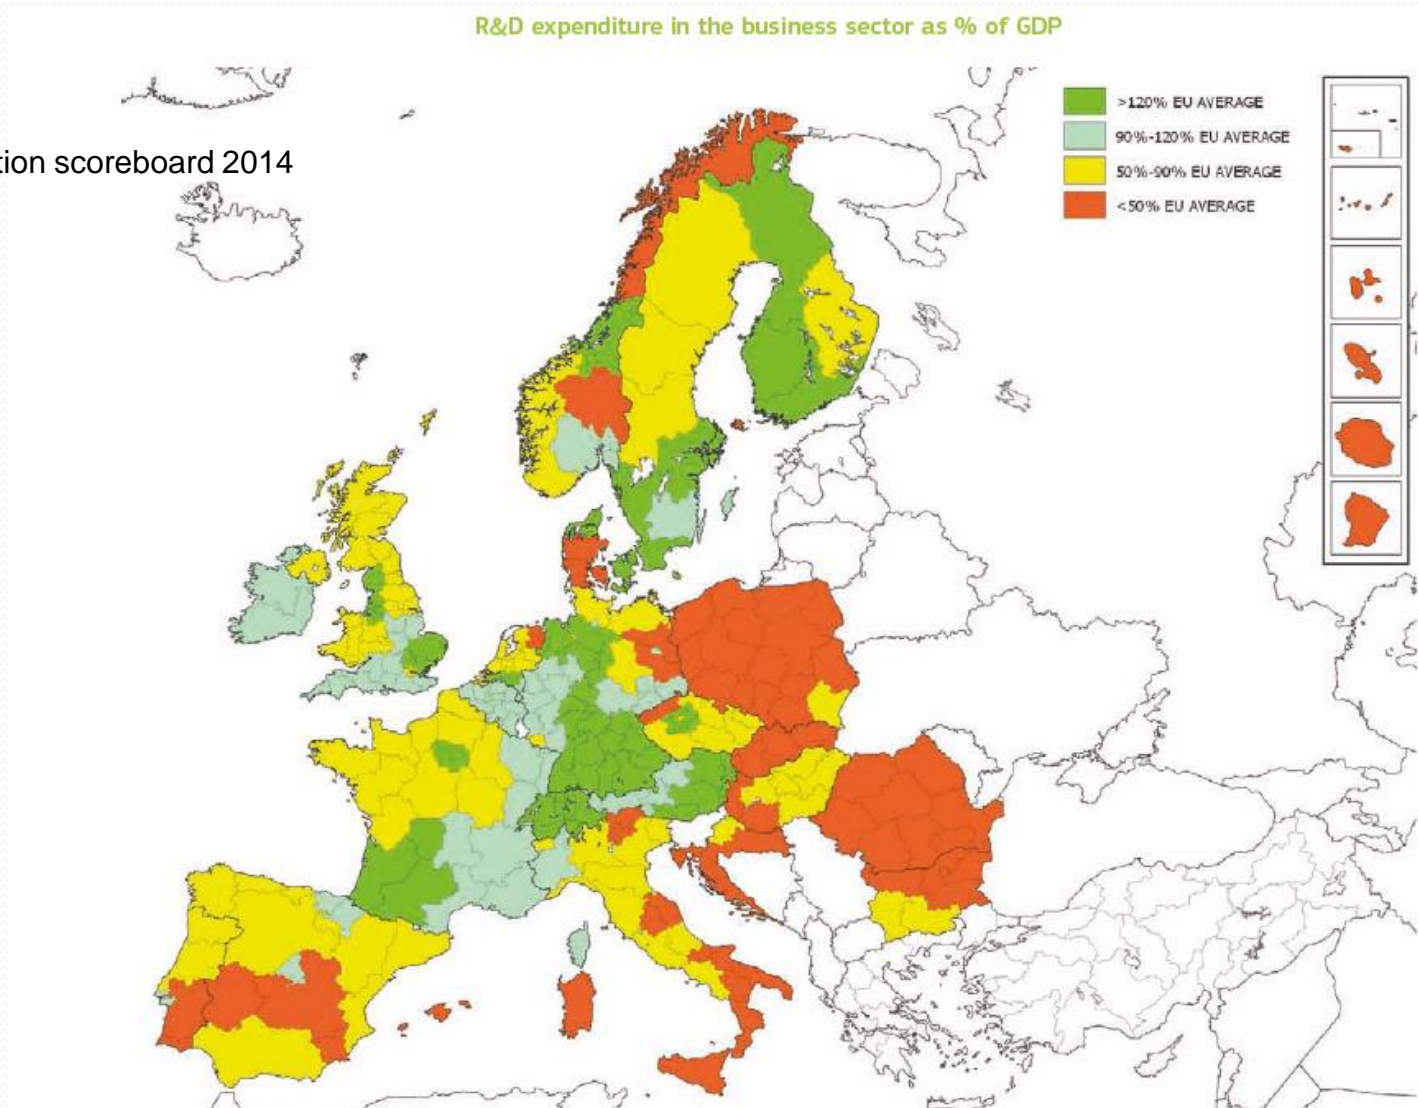 R&D expenditure in the business sector as % of GDP
tion scoreboard 2014
>120% EU AVERAGE
90%-120% EU AVERAGE
50%-90% EU AVERAGE
<50% EU AVERAGE